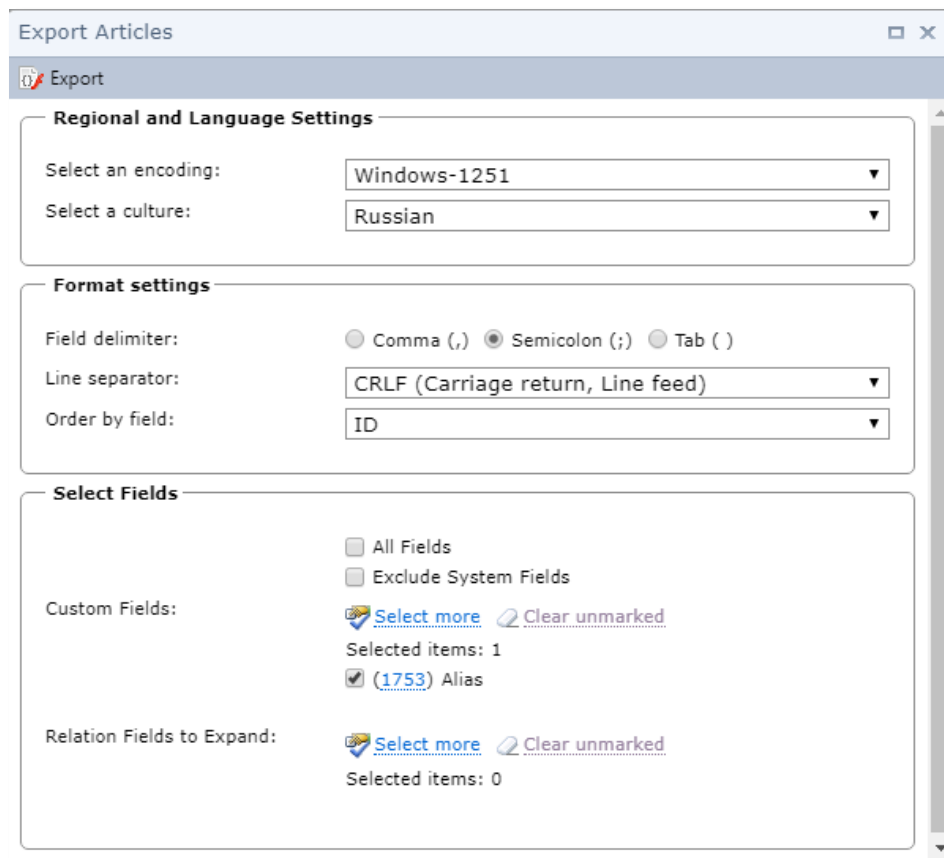 Export Articles
Export
Regional and Language Settings
Select an encoding: Windows-1251
Select a culture: Russian
Format settings
Field delimiter: Comma (,) Semicolon (;) Tab ( )
Line separator: CRLF (Carriage return, Line feed)
Order by field: ID
Select Fields
All Fields
Exclude System Fields
Custom Fields: Select more Clear unmarked
Selected items: 1
(1753) Alias
Relation Fields to Expand: Select more Clear unmarked
Selected items: 0